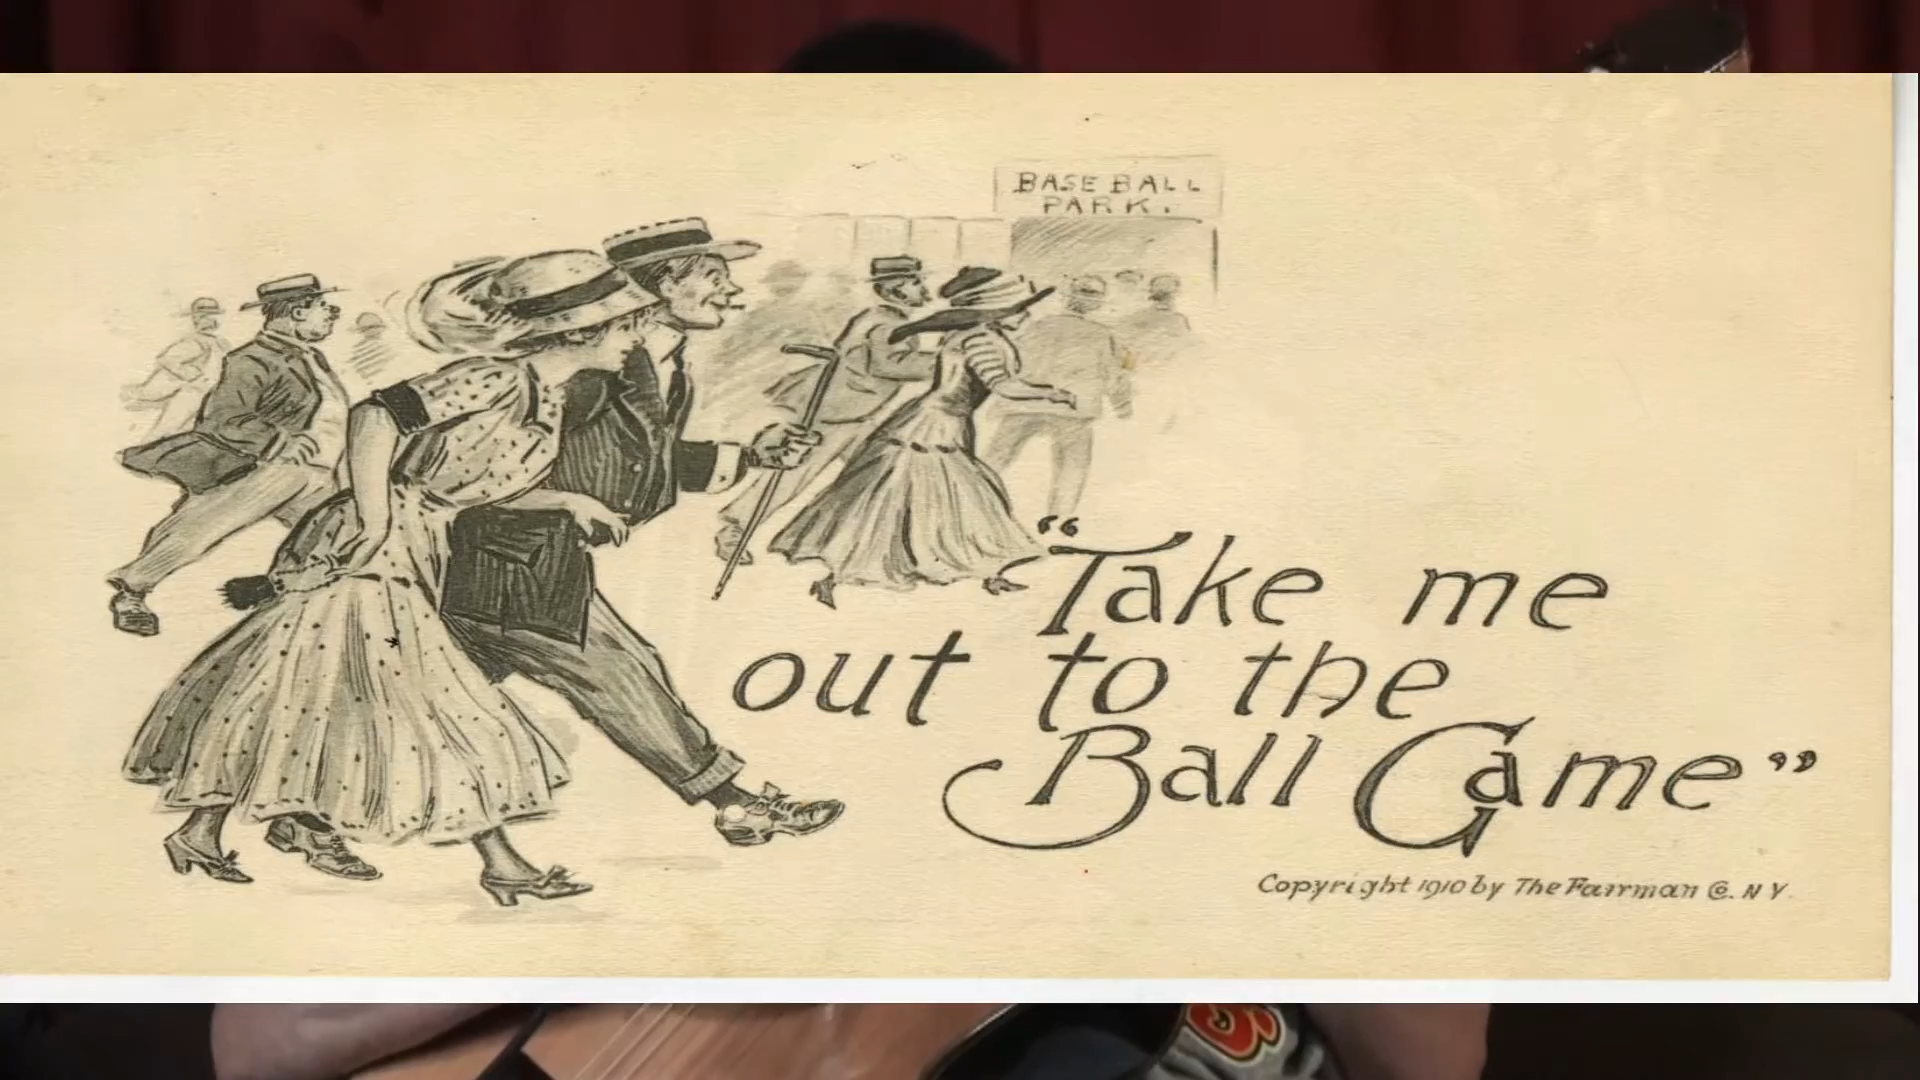 BASE BALL
PARK.
"Take me
out to the
Ball Game"
Copyright 1910 by The Fairman Co. N Y.